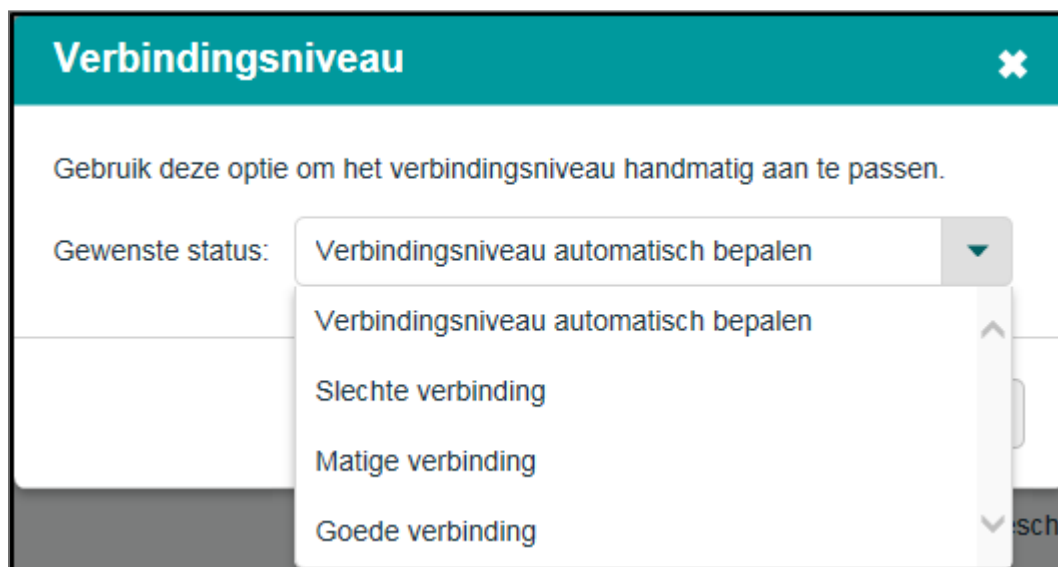 Verbindingsniveau
Gebruik deze optie om het verbindingsniveau handmatig aan te passen.
Gewenste status: Verbindingsniveau automatisch bepalen
Verbindingsniveau automatisch bepalen
Slechte verbinding
Matige verbinding
Goede verbinding